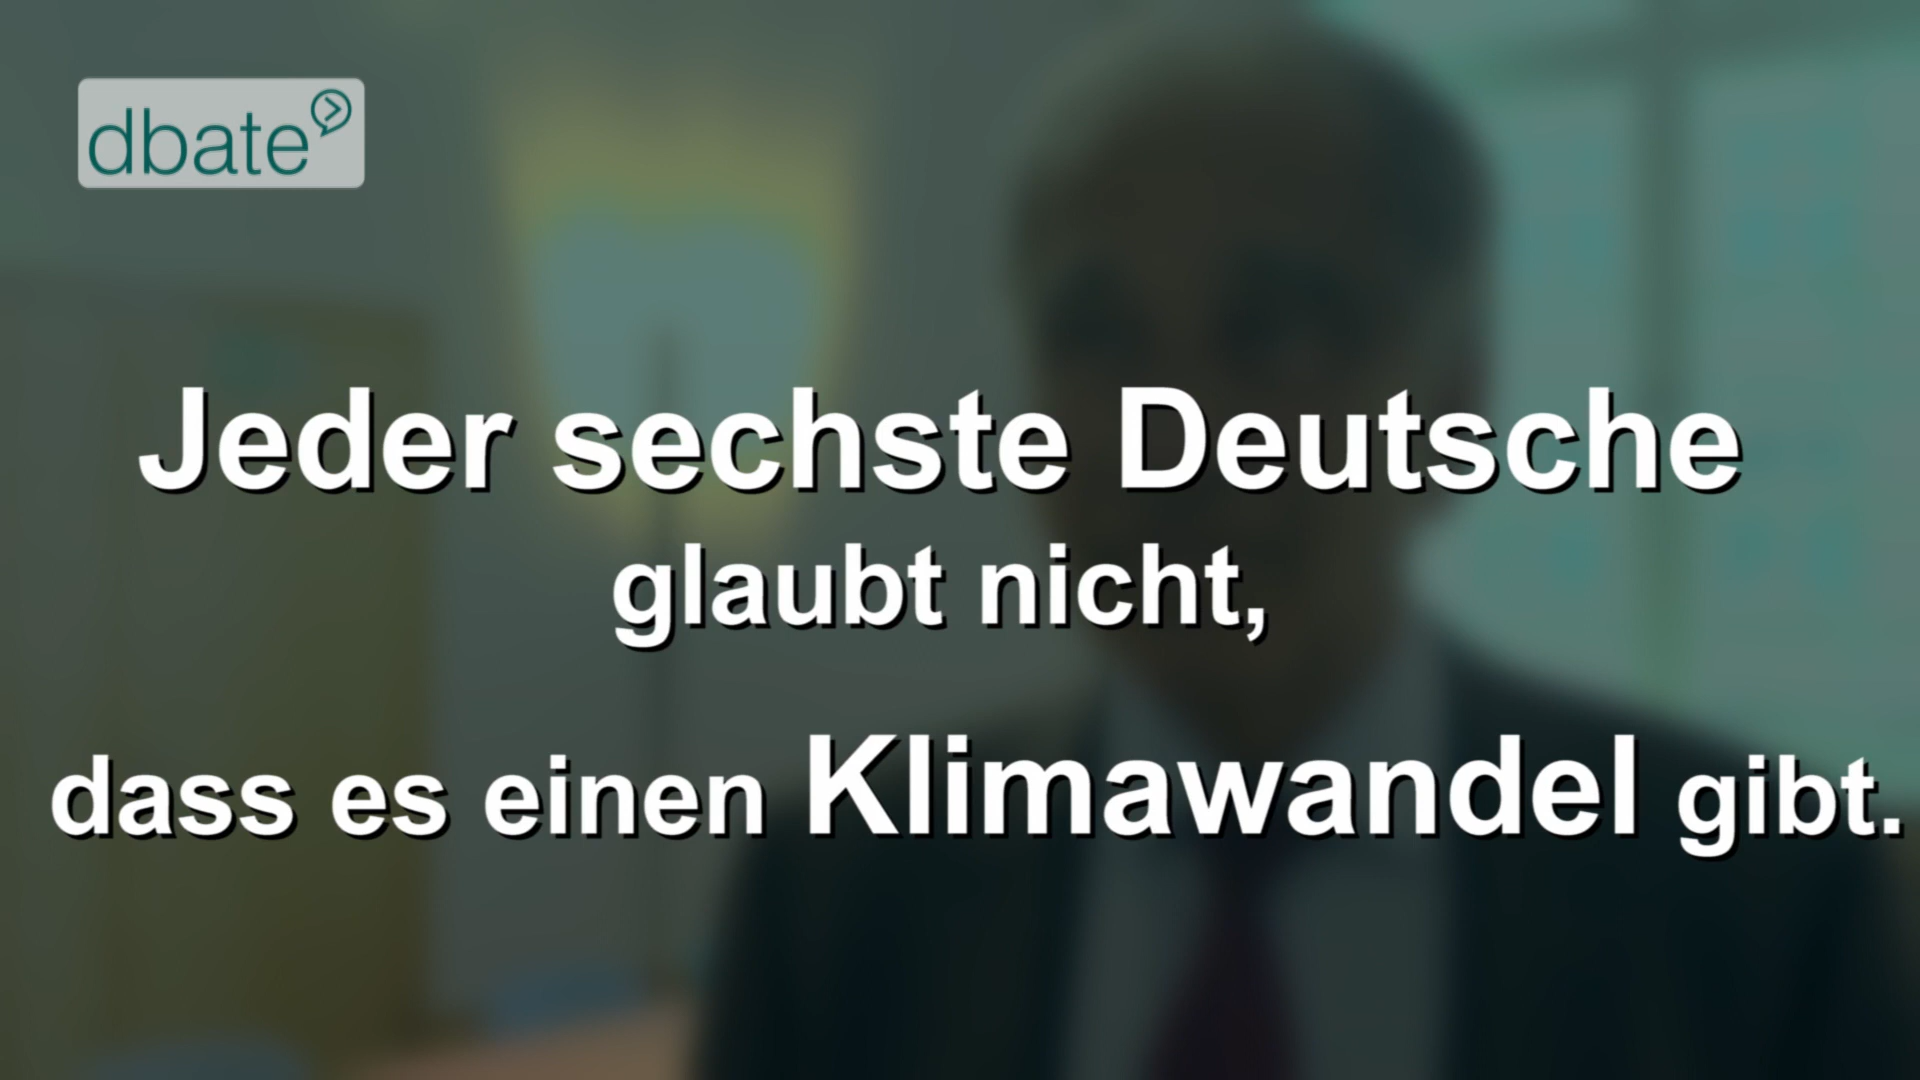 dbate
Jeder sechste Deutsche
glaubt nicht,
dass es einen Klimawandel gibt.